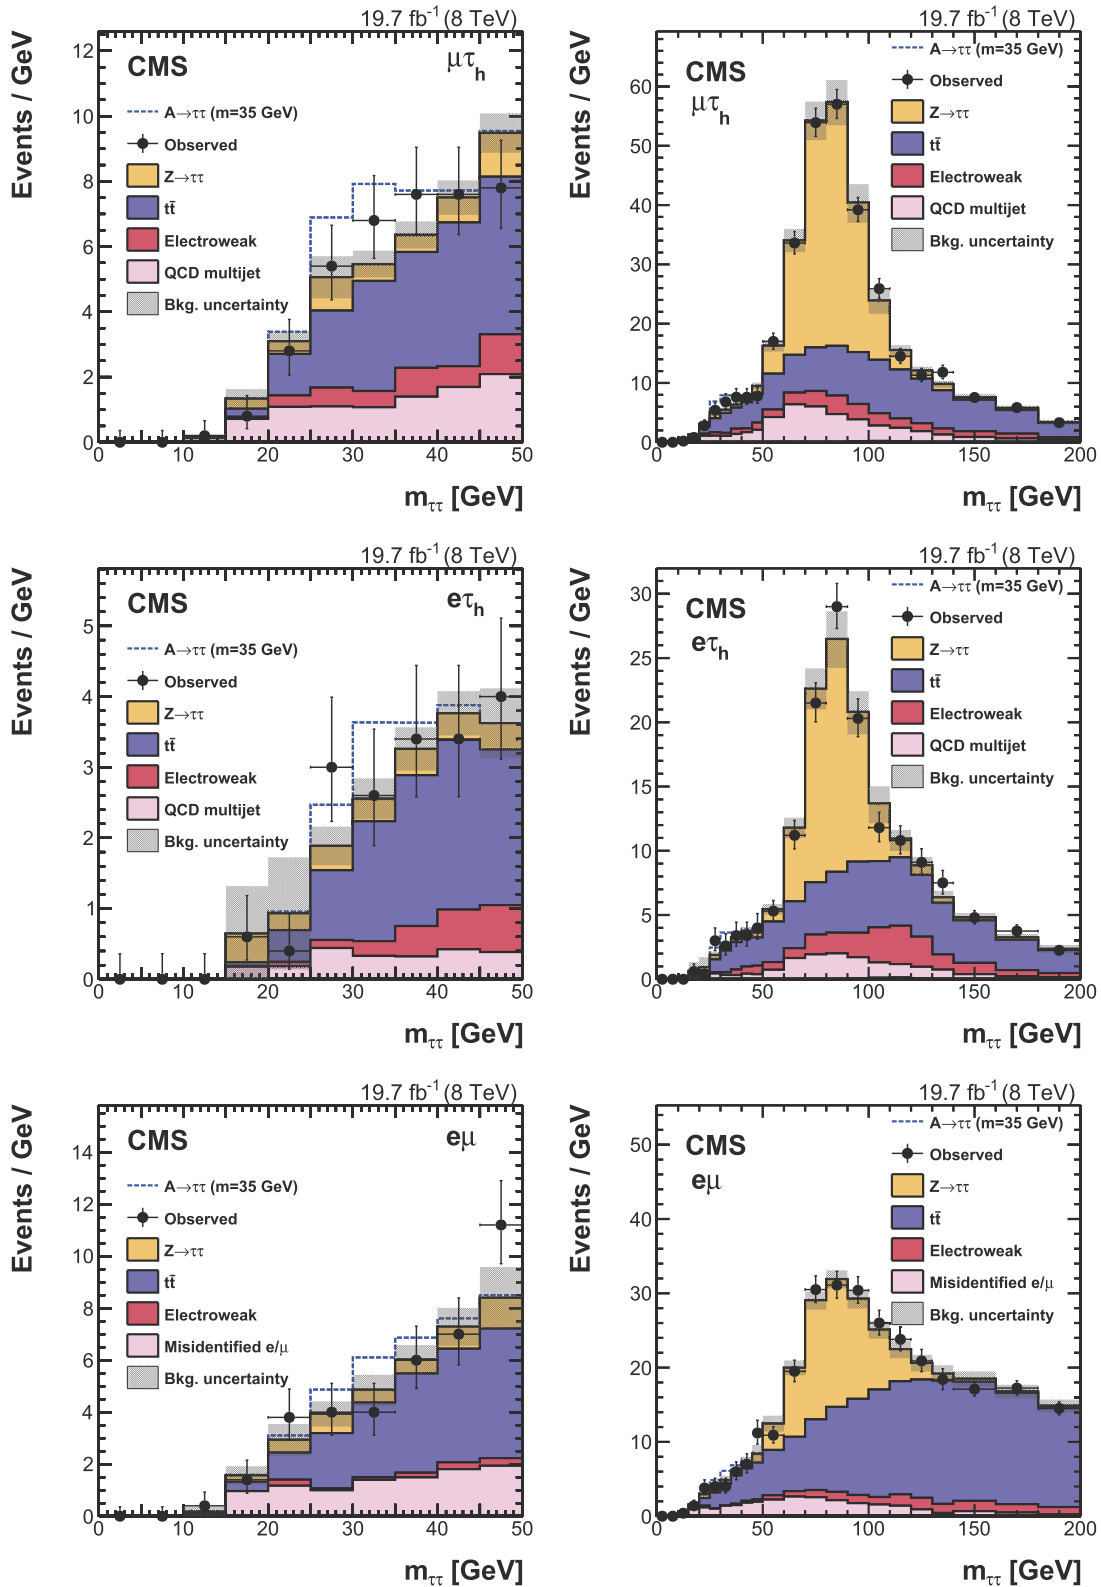 19.7 fb⁻¹ (8 TeV)
Events / GeV
CMS
μτh
A→ττ (m=35 GeV)
Observed
Z→ττ
tt̄
Electroweak
QCD multijet
Bkg. uncertainty
12
10
8
6
4
2
0
0 10 20 30 40 50
mττ [GeV]
19.7 fb⁻¹ (8 TeV)
Events / GeV
CMS
μτh
A→ττ (m=35 GeV)
Observed
Z→ττ
tt̄
Electroweak
QCD multijet
Bkg. uncertainty
60
50
40
30
20
10
0
0 50 100 150 200
mττ [GeV]
19.7 fb⁻¹ (8 TeV)
Events / GeV
CMS
eτh
A→ττ (m=35 GeV)
Observed
Z→ττ
tt̄
Electroweak
QCD multijet
Bkg. uncertainty
5
4
3
2
1
0
0 10 20 30 40 50
mττ [GeV]
19.7 fb⁻¹ (8 TeV)
Events / GeV
CMS
eτh
A→ττ (m=35 GeV)
Observed
Z→ττ
tt̄
Electroweak
QCD multijet
Bkg. uncertainty
30
25
20
15
10
5
0
0 50 100 150 200
mττ [GeV]
19.7 fb⁻¹ (8 TeV)
Events / GeV
CMS
eμ
A→ττ (m=35 GeV)
Observed
Z→ττ
tt̄
Electroweak
Misidentified e/μ
Bkg. uncertainty
14
12
10
8
6
4
2
0
0 10 20 30 40 50
mττ [GeV]
19.7 fb⁻¹ (8 TeV)
Events / GeV
CMS
eμ
A→ττ (m=35 GeV)
Observed
Z→ττ
tt̄
Electroweak
Misidentified e/μ
Bkg. uncertainty
50
40
30
20
10
0
0 50 100 150 200
mττ [GeV]